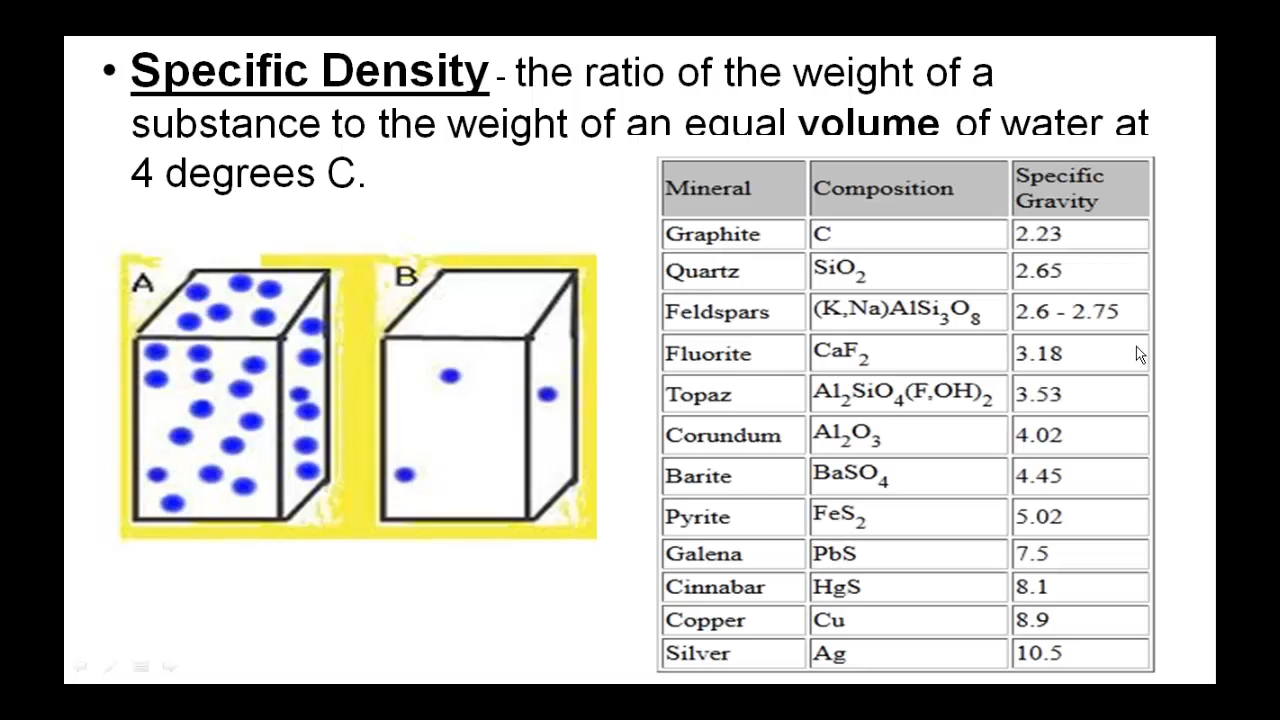 • Specific Density - the ratio of the weight of a
substance to the weight of an equal volume of water at
4 degrees C.
A
B
Mineral Composition Specific Gravity
Graphite C 2.23
Quartz SiO2 2.65
Feldspars (K,Na)AlSi3O8 2.6 - 2.75
Fluorite CaF2 3.18
Topaz Al2SiO4(F,OH)2 3.53
Corundum Al2O3 4.02
Barite BaSO4 4.45
Pyrite FeS2 5.02
Galena PbS 7.5
Cinnabar HgS 8.1
Copper Cu 8.9
Silver Ag 10.5